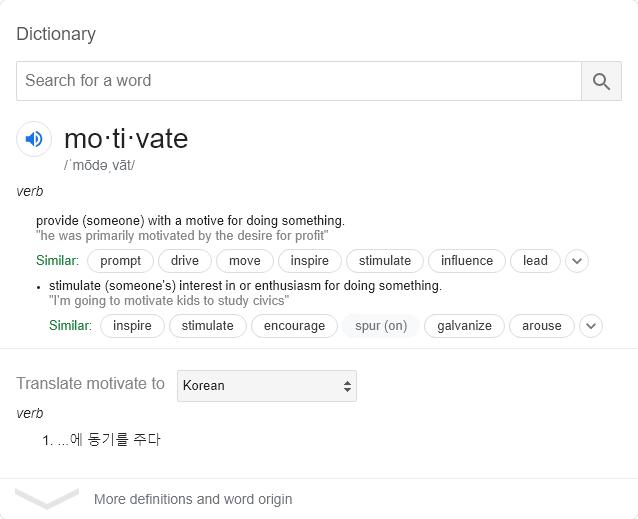 Dictionary
Search for a word
mo·ti·vate
/ˈmōdəˌvāt/
verb
provide (someone) with a motive for doing something.
"he was primarily motivated by the desire for profit"
Similar: prompt drive move inspire stimulate influence lead
• stimulate (someone's) interest in or enthusiasm for doing something.
"I'm going to motivate kids to study civics"
Similar: inspire stimulate encourage spur (on) galvanize arouse
Translate motivate to Korean
verb
1. ...에 동기를 주다
More definitions and word origin